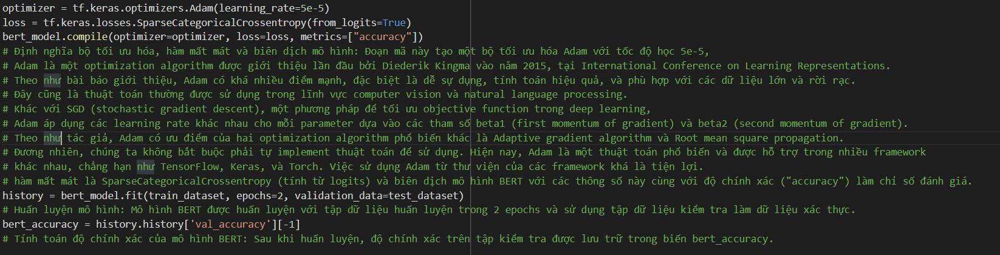 optimizer = tf.keras.optimizers.Adam(learning_rate=5e-5)
loss = tf.keras.losses.SparseCategoricalCrossentropy(from_logits=True)
bert_model.compile(optimizer=optimizer, loss=loss, metrics=["accuracy"])
# Định nghĩa bộ tối ưu hóa, hàm mất mát và biên dịch mô hình: Đoạn mã này tạo một bộ tối ưu hóa Adam với tốc độ học 5e-5,
# Adam là một optimization algorithm được giới thiệu lần đầu bởi Diederik Kingma vào năm 2015, tại International Conference on Learning Representations.
# Theo như bài báo giới thiệu, Adam có khá nhiều điểm mạnh, đặc biệt là dễ sự dụng, tính toán hiệu quả, và phù hợp với các dữ liệu lớn và rời rạc.
# Đây cũng là thuật toán thường được sử dụng trong lĩnh vực computer vision và natural language processing.
# Khác với SGD (stochastic gradient descent), một phương pháp để tối ưu objective function trong deep learning,
# Adam áp dụng các learning rate khác nhau cho mỗi parameter dựa vào các tham số beta1 (first momentum of gradient) và beta2 (second momentum of gradient).
# Theo như tác giả, Adam có ưu điểm của hai optimization algorithm phổ biến khác là Adaptive gradient algorithm và Root mean square propagation.
# Đương nhiên, chúng ta không bắt buộc phải tự implement thuật toán để sử dụng. Hiện nay, Adam là một thuật toán phổ biến và được hỗ trợ trong nhiều framework
# khác nhau, chẳng hạn như TensorFlow, Keras, và Torch. Việc sử dụng Adam từ thư viện của các framework khá là tiện lợi.
# hàm mất mát là SparseCategoricalCrossentropy (tính từ logits) và biên dịch mô hình BERT với các thông số này cùng với độ chính xác ("accuracy") làm chỉ số đánh giá.
history = bert_model.fit(train_dataset, epochs=2, validation_data=test_dataset)
# Huấn luyện mô hình: Mô hình BERT được huấn luyện với tập dữ liệu huấn luyện trong 2 epochs và sử dụng tập dữ liệu kiểm tra làm dữ liệu xác thực.
bert_accuracy = history.history['val_accuracy'][-1]
# Tính toán độ chính xác của mô hình BERT: Sau khi huấn luyện, độ chính xác trên tập kiểm tra được lưu trữ trong biến bert_accuracy.